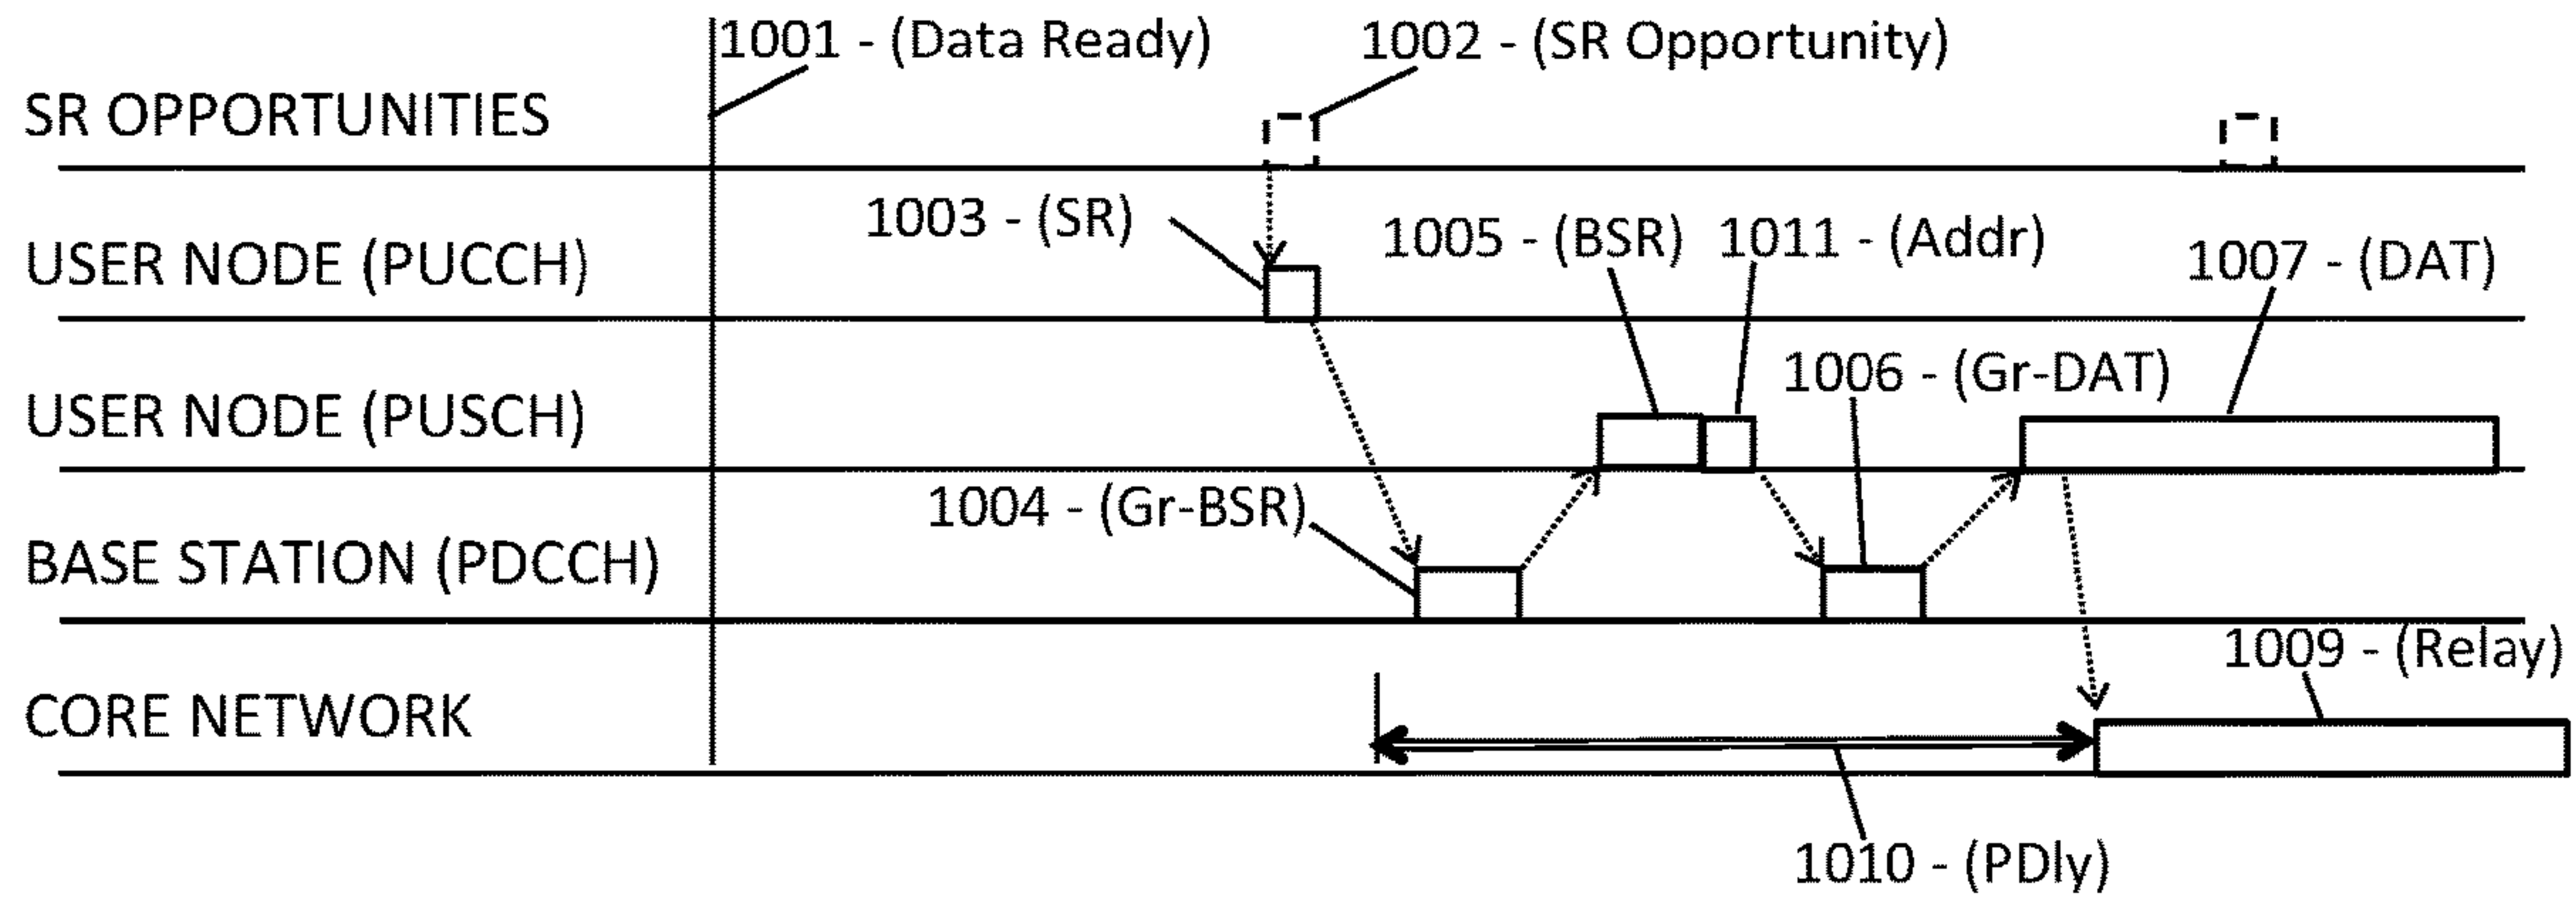 1001 - (Data Ready)
1002 - (SR Opportunity)
SR OPPORTUNITIES
1003 - (SR)
1005 - (BSR)
1011 - (Addr)
USER NODE (PUCCH)
1007 - (DAT)
1006 - (Gr-DAT)
USER NODE (PUSCH)
1004 - (Gr-BSR)
BASE STATION (PDCCH)
1009 - (Relay)
CORE NETWORK
1010 - (PDly)